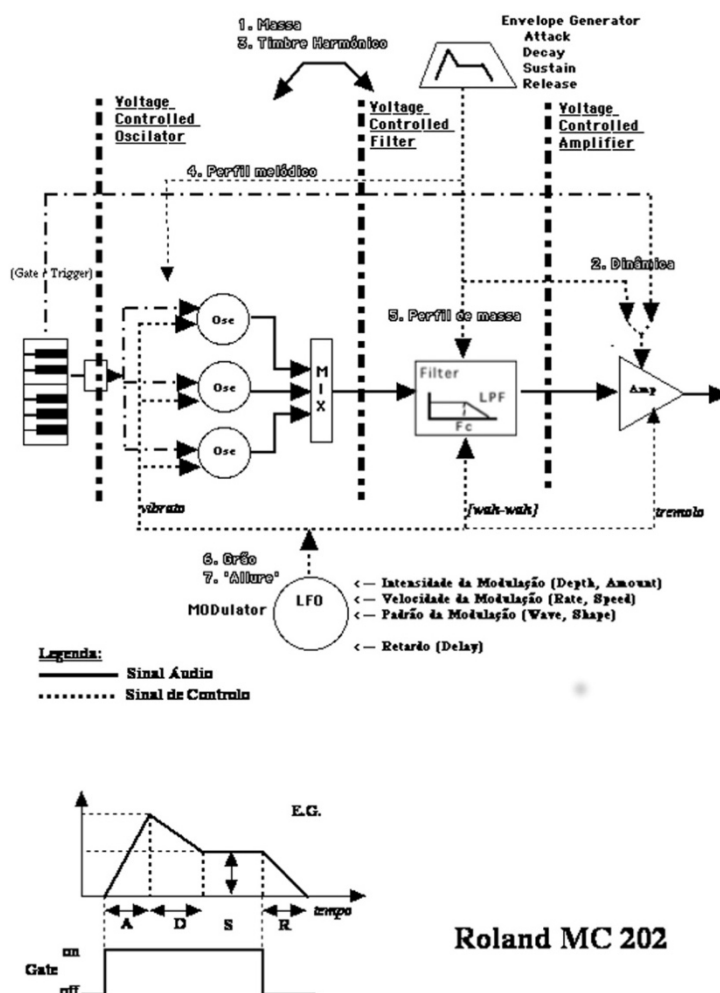 1. Massa
3. Timbre Harmónico
Envelope Generator
Attack
Decay
Sustain
Release
Voltage
Controlled
Oscilator
Voltage
Controlled
Filter
Voltage
Controlled
Amplifier
4. Perfil melódico
(Gate + Trigger)
2. Dinâmica
5. Perfil de massa
Osc
Osc
Osc
MIX
Filter
LPF
Fc
Amp
vibrato
[wah-wah}
tremolo
6. Grão
7. 'Allure'
MODulator
LFO
<— Intensidade da Modulação (Depth, Amount)
<— Velocidade da Modulação (Rate, Speed)
<— Padrão da Modulação (Wave, Shape)
<— Retardo (Delay)
Legenda:
Sinal Áudio
Sinal de Controlo
E.G.
A D S R tempo
on
Gate
off
Roland MC 202